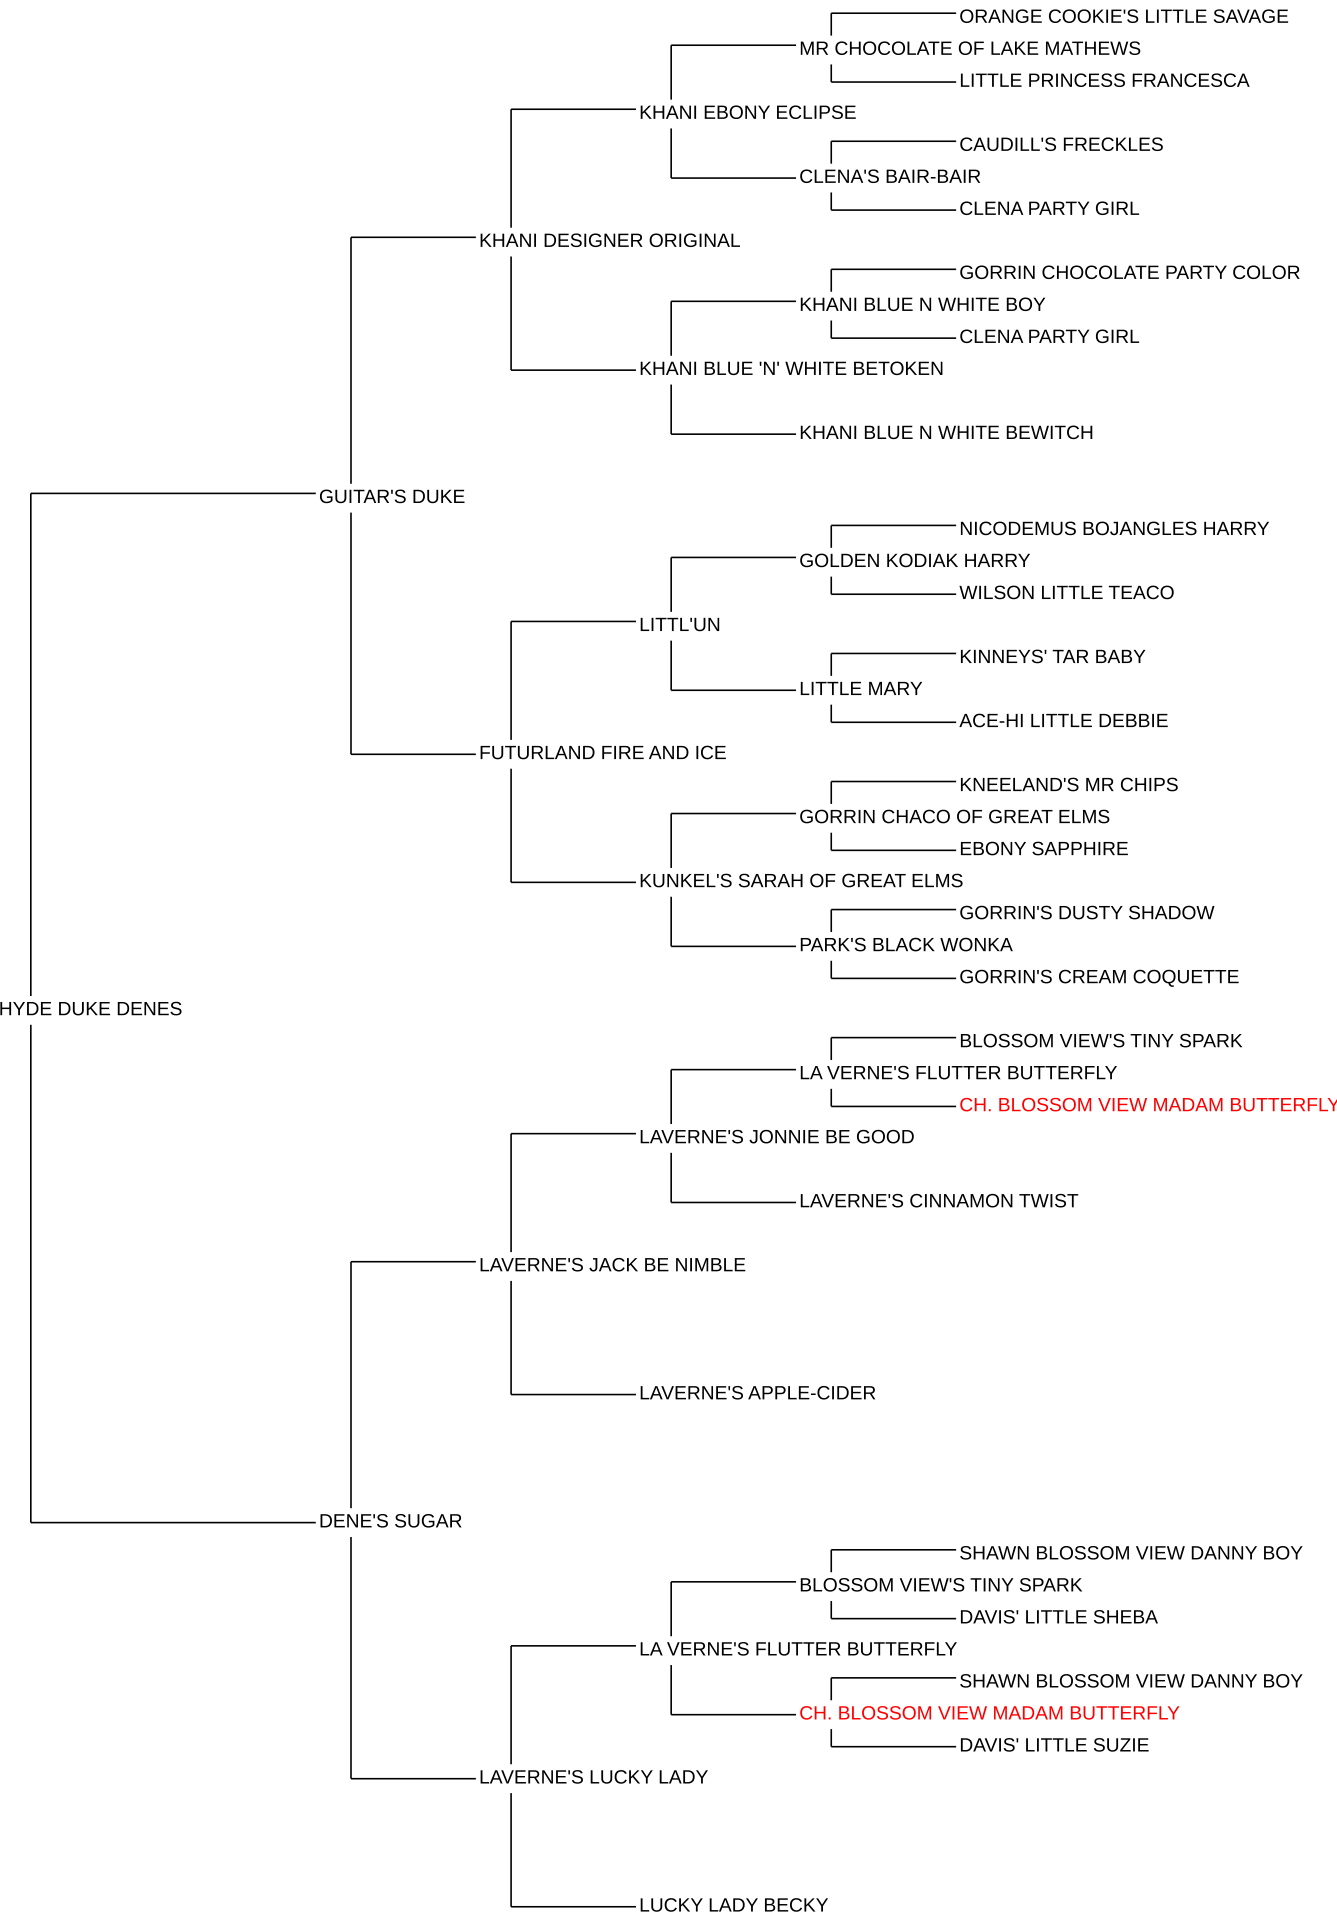 ORANGE COOKIE'S LITTLE SAVAGE
MR CHOCOLATE OF LAKE MATHEWS
LITTLE PRINCESS FRANCESCA
KHANI EBONY ECLIPSE
CAUDILL'S FRECKLES
CLENA'S BAIR-BAIR
CLENA PARTY GIRL
KHANI DESIGNER ORIGINAL
GORRIN CHOCOLATE PARTY COLOR
KHANI BLUE N WHITE BOY
CLENA PARTY GIRL
KHANI BLUE 'N' WHITE BETOKEN
KHANI BLUE N WHITE BEWITCH
GUITAR'S DUKE
NICODEMUS BOJANGLES HARRY
GOLDEN KODIAK HARRY
WILSON LITTLE TEACO
LITTL'UN
KINNEYS' TAR BABY
LITTLE MARY
ACE-HI LITTLE DEBBIE
FUTURLAND FIRE AND ICE
KNEELAND'S MR CHIPS
GORRIN CHACO OF GREAT ELMS
EBONY SAPPHIRE
KUNKEL'S SARAH OF GREAT ELMS
GORRIN'S DUSTY SHADOW
PARK'S BLACK WONKA
GORRIN'S CREAM COQUETTE
HYDE DUKE DENES
BLOSSOM VIEW'S TINY SPARK
LA VERNE'S FLUTTER BUTTERFLY
CH. BLOSSOM VIEW MADAM BUTTERFLY
LAVERNE'S JONNIE BE GOOD
LAVERNE'S CINNAMON TWIST
LAVERNE'S JACK BE NIMBLE
LAVERNE'S APPLE-CIDER
DENE'S SUGAR
SHAWN BLOSSOM VIEW DANNY BOY
BLOSSOM VIEW'S TINY SPARK
DAVIS' LITTLE SHEBA
LA VERNE'S FLUTTER BUTTERFLY
SHAWN BLOSSOM VIEW DANNY BOY
CH. BLOSSOM VIEW MADAM BUTTERFLY
DAVIS' LITTLE SUZIE
LAVERNE'S LUCKY LADY
LUCKY LADY BECKY